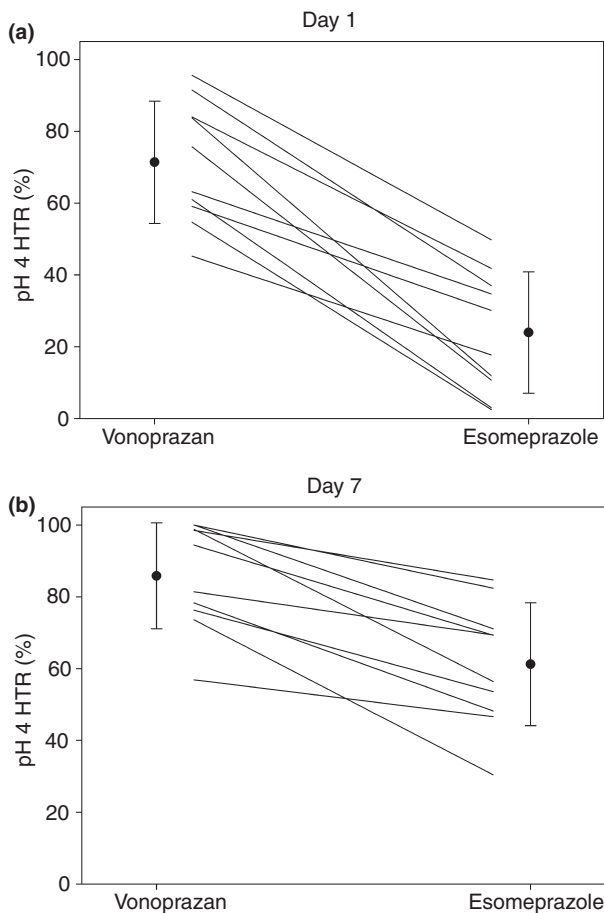 (a)
Day 1
pH 4 HTR (%)
100
80
60
40
20
0
Vonoprazan
Esomeprazole
(b)
Day 7
pH 4 HTR (%)
100
80
60
40
20
0
Vonoprazan
Esomeprazole